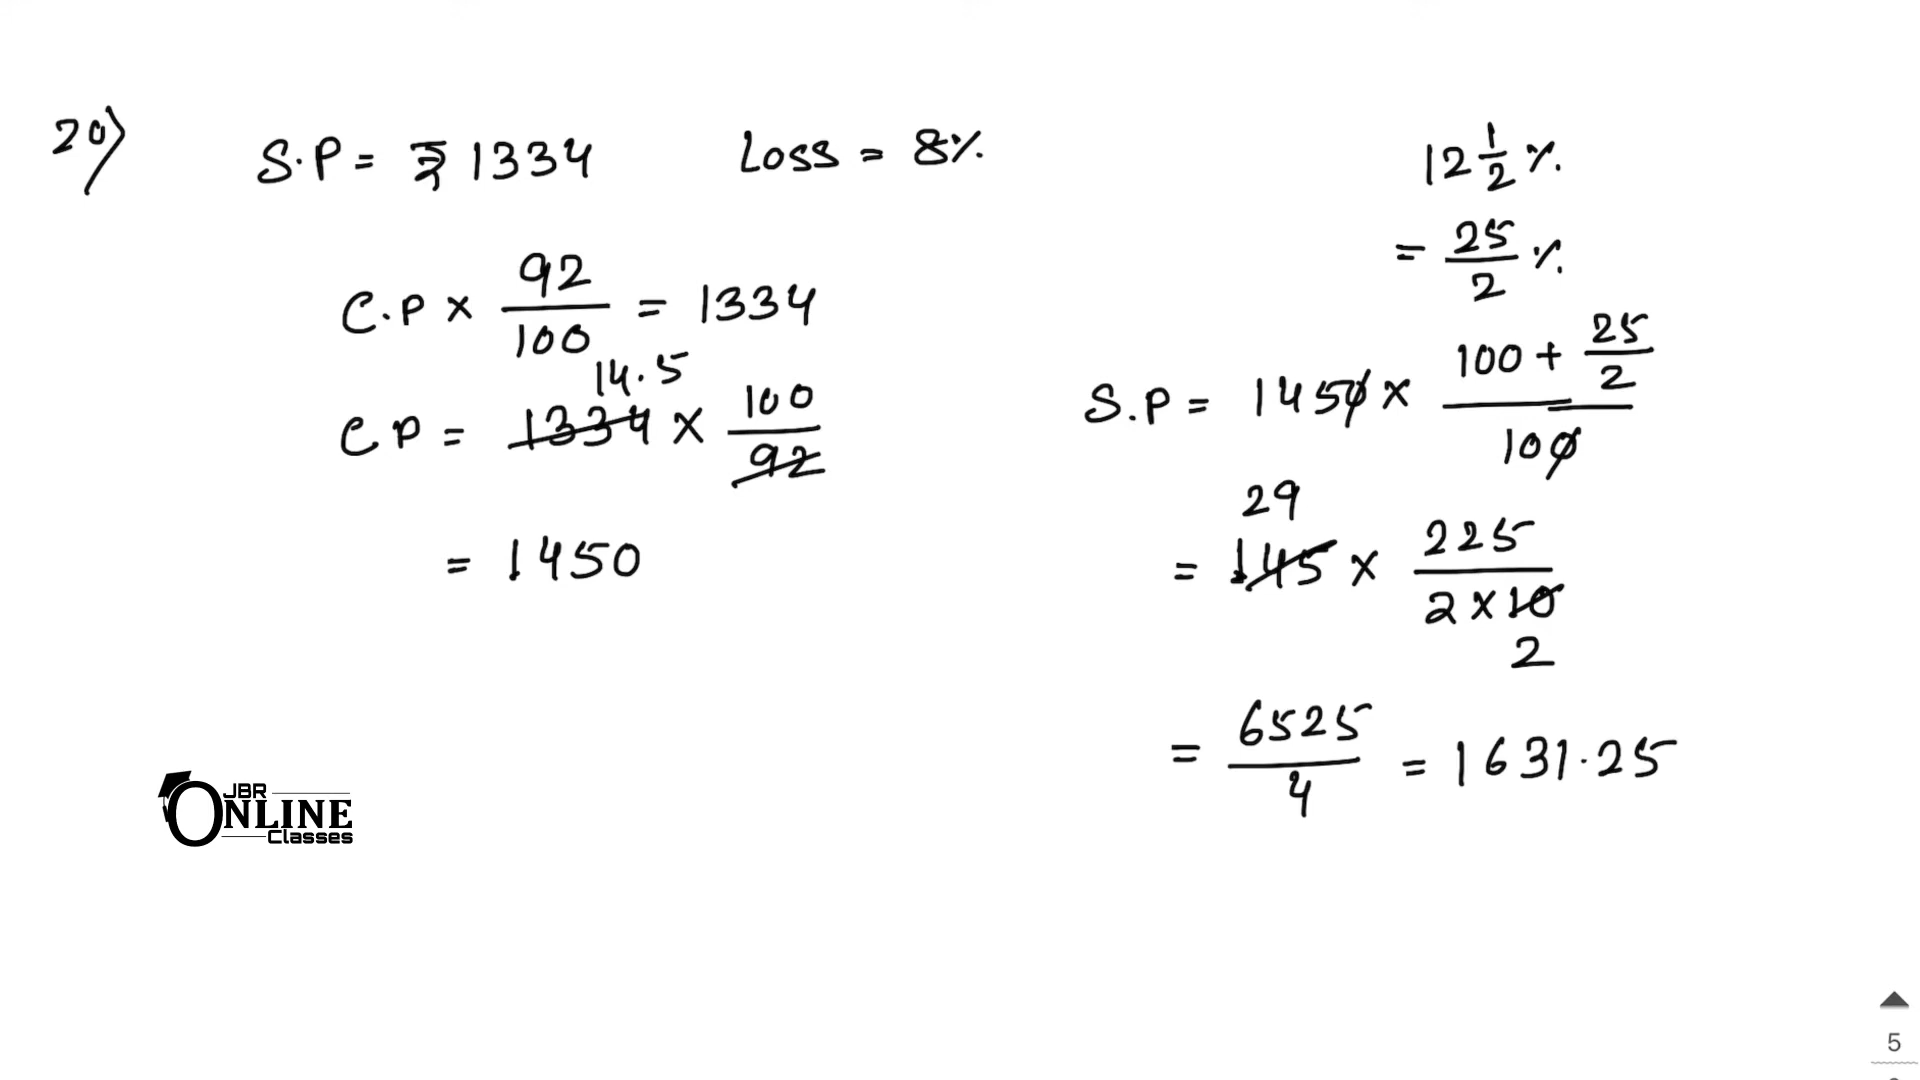 20)
S.P = ₹ 1334 Loss = 8%
C.P × 92/100 = 1334
14.5
CP = 1334 × 100/92
= 1450
12 1/2 %
= 25/2 %
S.P = 1450 × (100 + 25/2)/100
29
= 145 × 225/(2 × 10)
2
= 6525/4 = 1631.25
JBR
ONLINE
Classes
5